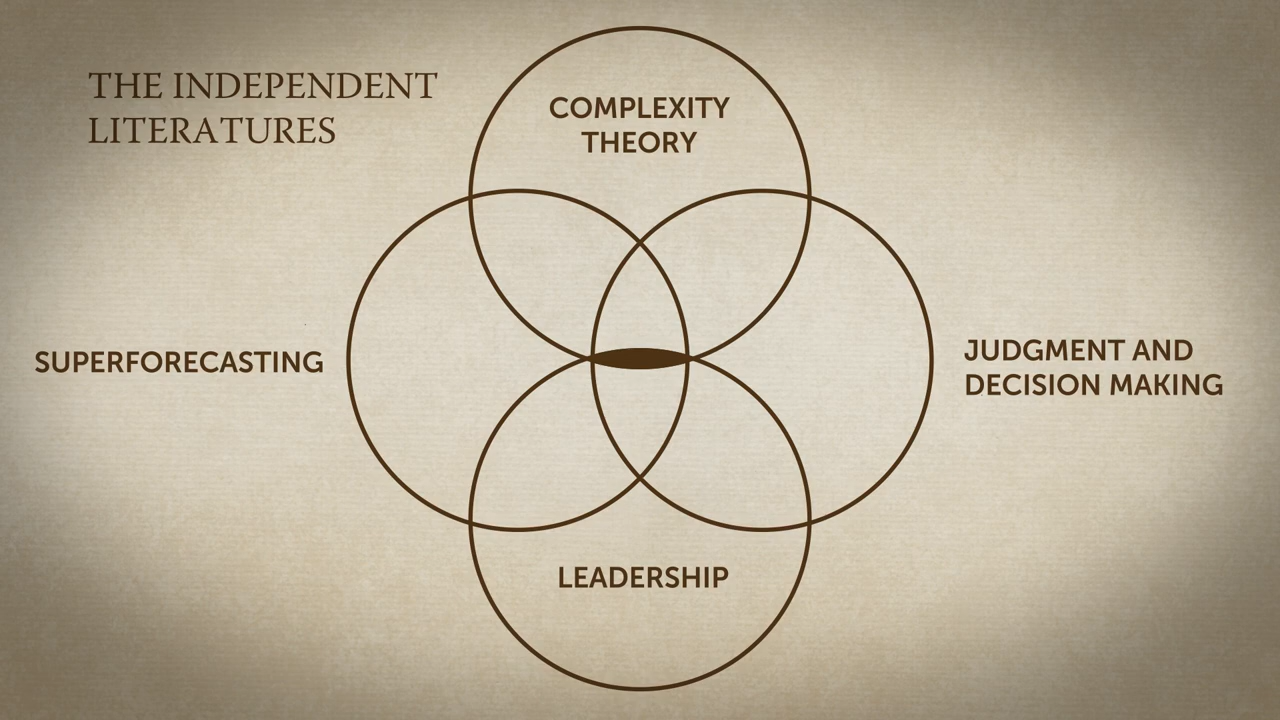 THE INDEPENDENT
LITERATURES
COMPLEXITY
THEORY
SUPERFORECASTING
JUDGMENT AND
DECISION MAKING
LEADERSHIP